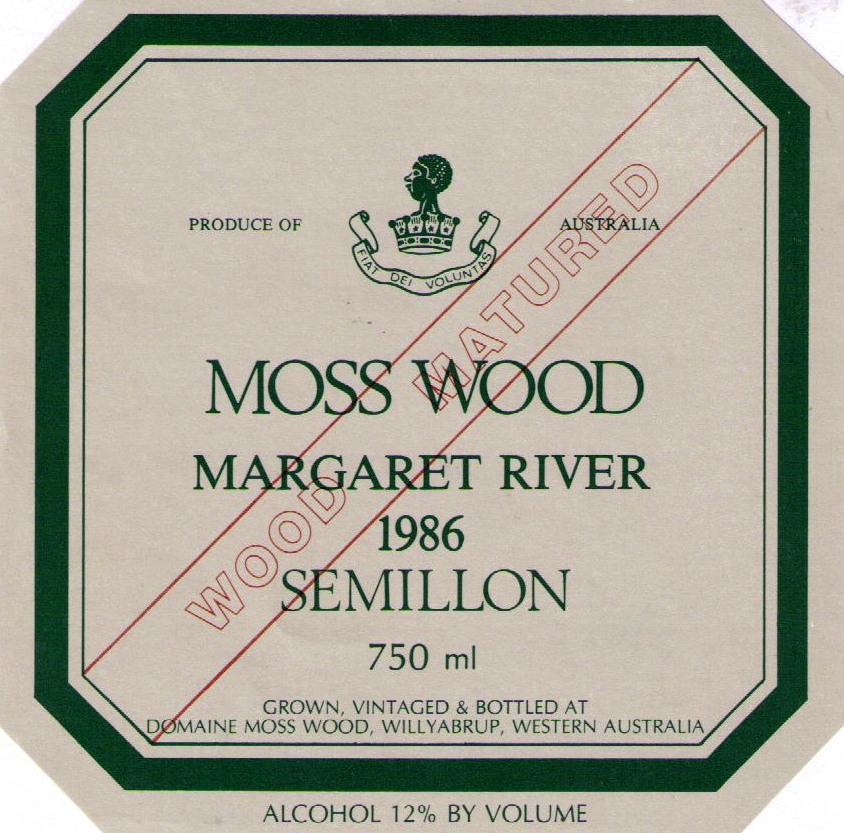 PRODUCE OF
AUSTRALIA
FIAT DEI VOLUNTAS
WOOD MATURED
MOSS WOOD
MARGARET RIVER
1986
SEMILLON
750 ml
GROWN, VINTAGED & BOTTLED AT
DOMAINE MOSS WOOD, WILLYABRUP, WESTERN AUSTRALIA
ALCOHOL 12% BY VOLUME